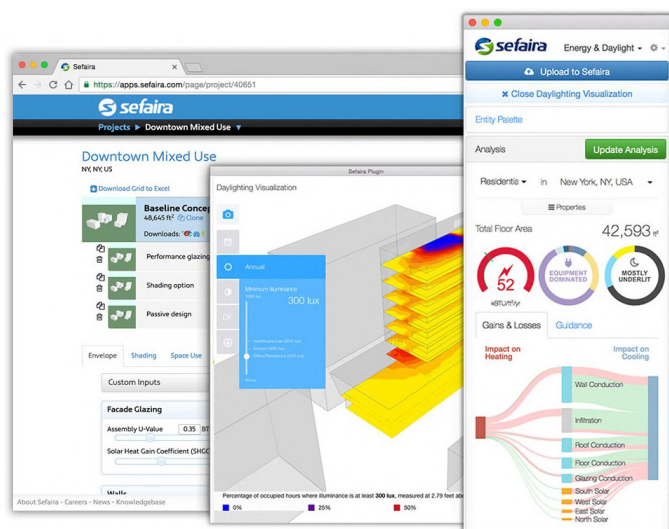 Sefaira
https://apps.sefaira.com/page/project/40651
sefaira
Projects ▶ Downtown Mixed Use ▼
Downtown Mixed Use
NY, NY, US
Download Grid to Excel
Baseline Concep
48,645 ft² Clone
Downloads:
Performance glazing
Shading option
Passive design
Envelope Shading Space Use
Custom Inputs
Facade Glazing
Assembly U-Value 0.35 BT
Solar Heat Gain Coefficient (SHGC
Walls
About Sefaira - Careers - News - Knowledgebase
Sefaira Plugin
Daylighting Visualization
Annual
Minimum Illuminance
300 lux
Percentage of occupied hours where illuminance is at least 300 lux, measured at 2.79 feet abo
0% 25% 50%
sefaira Energy & Daylight
Upload to Sefaira
Close Daylighting Visualization
Entity Palette
Analysis Update Analysis
Residentia in New York, NY, USA
Properties
Total Floor Area 42,593 ft²
52
kBTU/ft²/yr
EQUIPMENT
DOMINATED
MOSTLY
UNDERLIT
Gains & Losses Guidance
Impact on
Heating
Impact on
Cooling
Wall Conduction
Infiltration
Roof Conduction
Floor Conduction
Glazing Conduction
South Solar
West Solar
East Solar
North Solar